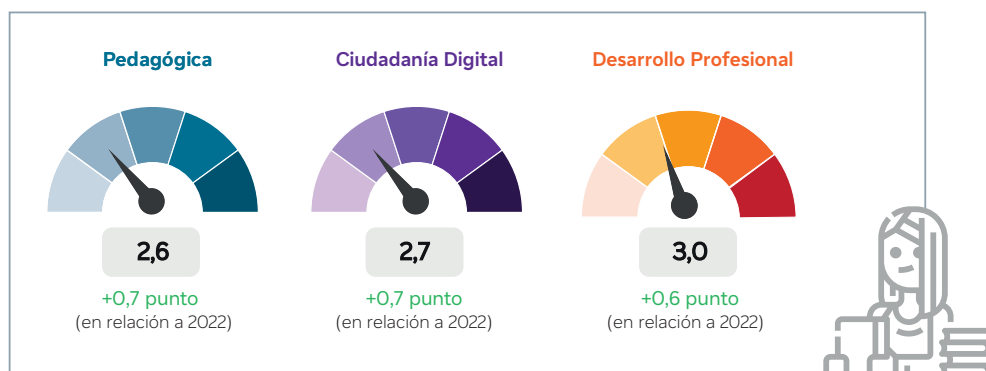 Pedagógica
2,6
+0,7 punto
(en relación a 2022)
Ciudadanía Digital
2,7
+0,7 punto
(en relación a 2022)
Desarrollo Profesional
3,0
+0,6 punto
(en relación a 2022)